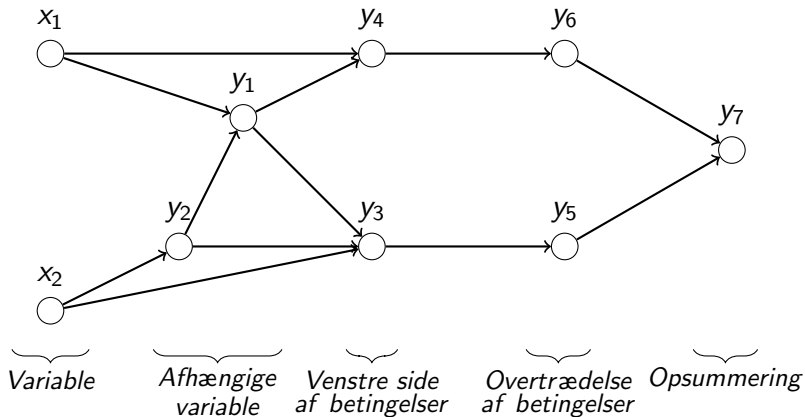 x₁
y₄
y₆
y₁
y₇
y₂
y₃
y₅
x₂
Variable
Afhængige
variable
Venstre side
af betingelser
Overtrædelse
af betingelser
Opsummering